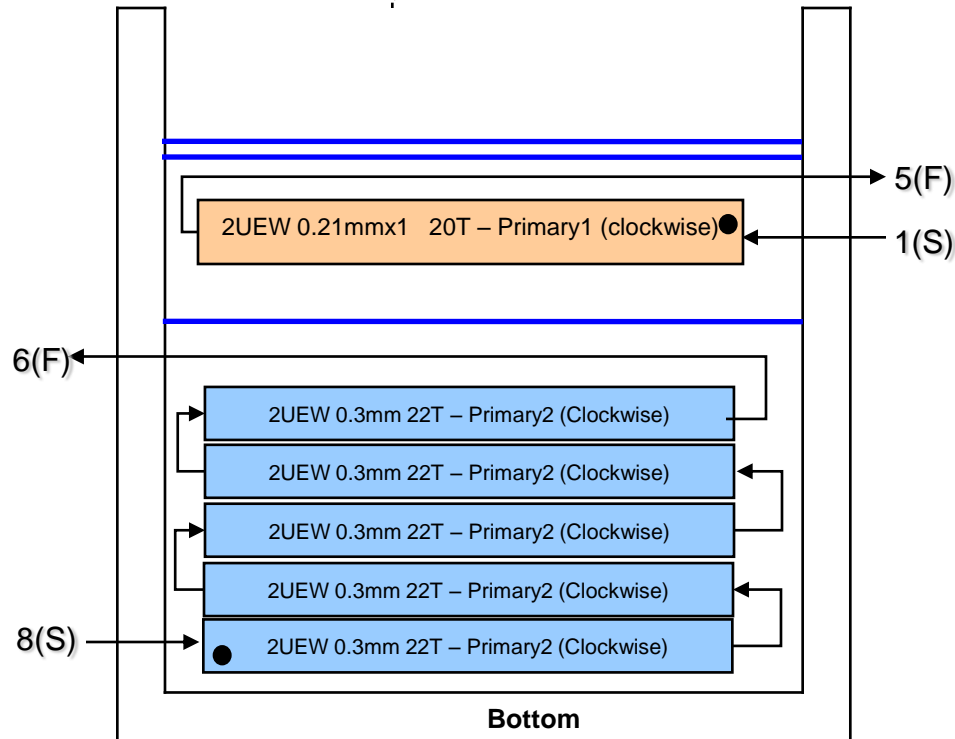 5(F)
2UEW 0.21mmx1 20T – Primary1 (clockwise)
1(S)
6(F)
2UEW 0.3mm 22T – Primary2 (Clockwise)
2UEW 0.3mm 22T – Primary2 (Clockwise)
2UEW 0.3mm 22T – Primary2 (Clockwise)
2UEW 0.3mm 22T – Primary2 (Clockwise)
8(S)
2UEW 0.3mm 22T – Primary2 (Clockwise)
Bottom